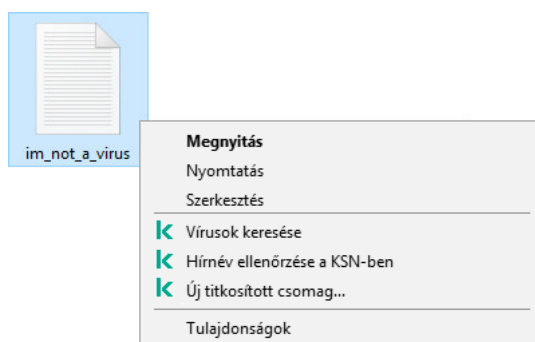 im_not_a_virus
Megnyitás
Nyomtatás
Szerkesztés
Vírusok keresése
Hírnév ellenőrzése a KSN-ben
Új titkosított csomag...
Tulajdonságok